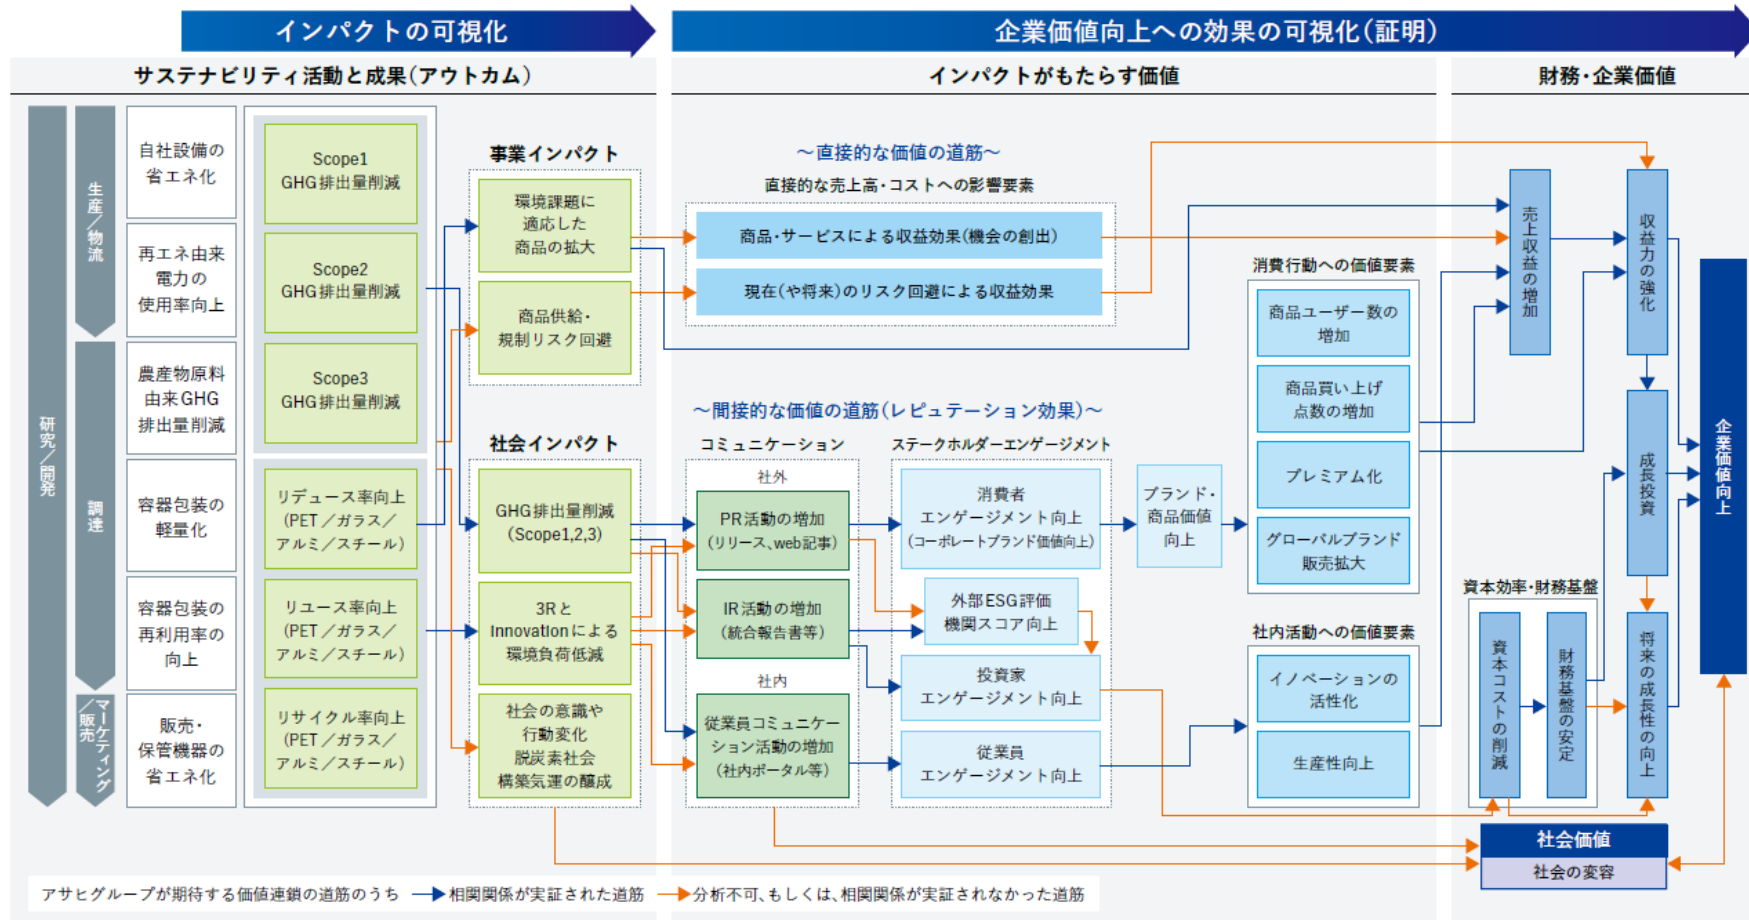 インパクトの可視化
企業価値向上への効果の可視化(証明)
サステナビリティ活動と成果(アウトカム)
インパクトがもたらす価値
財務・企業価値
研究／開発
生産／物流
調達
マーケティング
／販売
自社設備の
省エネ化
再エネ由来
電力の
使用率向上
農産物原料
由来GHG
排出量削減
容器包装の
軽量化
容器包装の
再利用率の
向上
販売・
保管機器の
省エネ化
Scope1
GHG排出量削減
Scope2
GHG排出量削減
Scope3
GHG排出量削減
リデュース率向上
(PET／ガラス／
アルミ／スチール)
リユース率向上
(PET／ガラス／
アルミ／スチール)
リサイクル率向上
(PET／ガラス／
アルミ／スチール)
事業インパクト
環境課題に
適応した
商品の拡大
商品供給・
規制リスク回避
社会インパクト
GHG排出量削減
(Scope1,2,3)
3Rと
Innovationによる
環境負荷低減
社会の意識や
行動変化
脱炭素社会
構築気運の醸成
～直接的な価値の道筋～
直接的な売上高・コストへの影響要素
商品・サービスによる収益効果(機会の創出)
現在(や将来)のリスク回避による収益効果
～間接的な価値の道筋(レピュテーション効果)～
コミュニケーション
社外
PR活動の増加
(リリース、web記事)
IR活動の増加
(統合報告書等)
社内
従業員コミュニケー
ション活動の増加
(社内ポータル等)
ステークホルダーエンゲージメント
消費者
エンゲージメント向上
(コーポレートブランド価値向上)
外部ESG評価
機関スコア向上
投資家
エンゲージメント向上
従業員
エンゲージメント向上
ブランド・
商品価値
向上
消費行動への価値要素
商品ユーザー数の
増加
商品買い上げ
点数の増加
プレミアム化
グローバルブランド
販売拡大
社内活動への価値要素
イノベーションの
活性化
生産性向上
売上収益の増加
収益力の強化
成長投資
資本効率・財務基盤
資本コストの削減
財務基盤の安定
将来の成長性の向上
企業価値向上
社会価値
社会の変容
アサヒグループが期待する価値連鎖の道筋のうち
相関関係が実証された道筋
分析不可、もしくは、相関関係が実証されなかった道筋